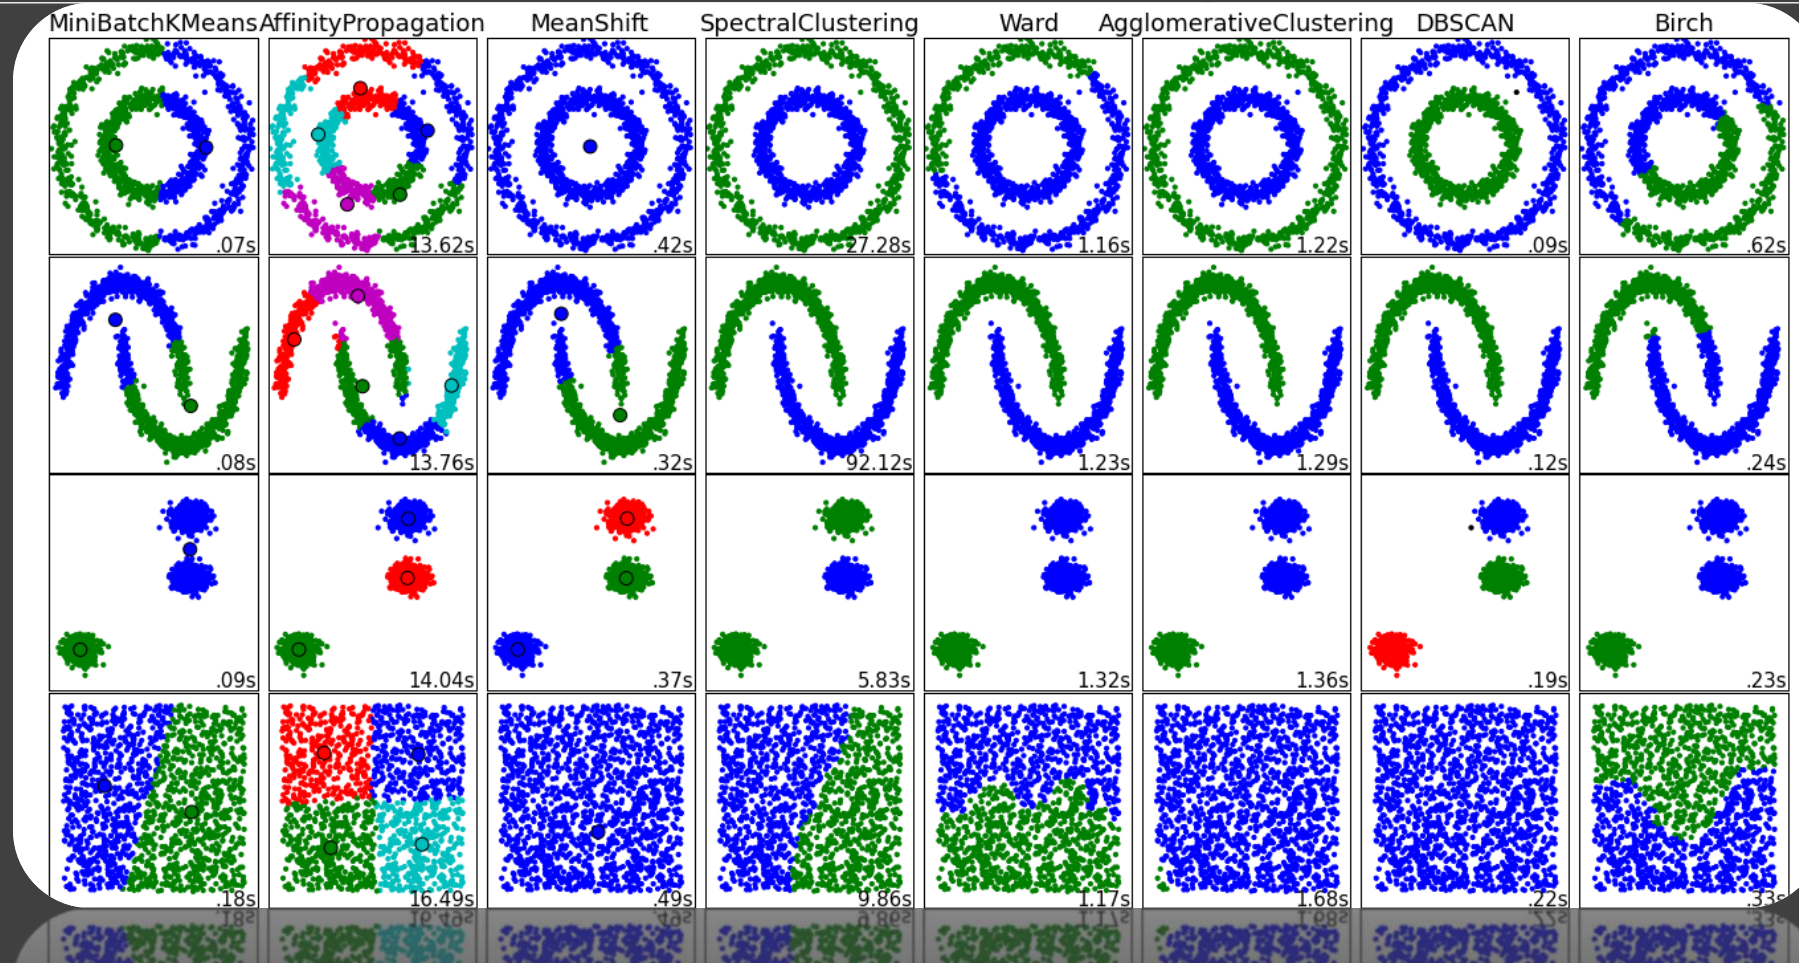 MiniBatchKMeans AffinityPropagation MeanShift SpectralClustering Ward AgglomerativeClustering DBSCAN Birch
.07s 13.62s .42s 27.28s 1.16s 1.22s .09s .62s
.08s 13.76s .32s 92.12s 1.23s 1.29s .12s .24s
.09s 14.04s .37s 5.83s 1.32s 1.36s .19s .23s
.18s 16.49s .49s 9.86s 1.17s 1.68s .22s .33s